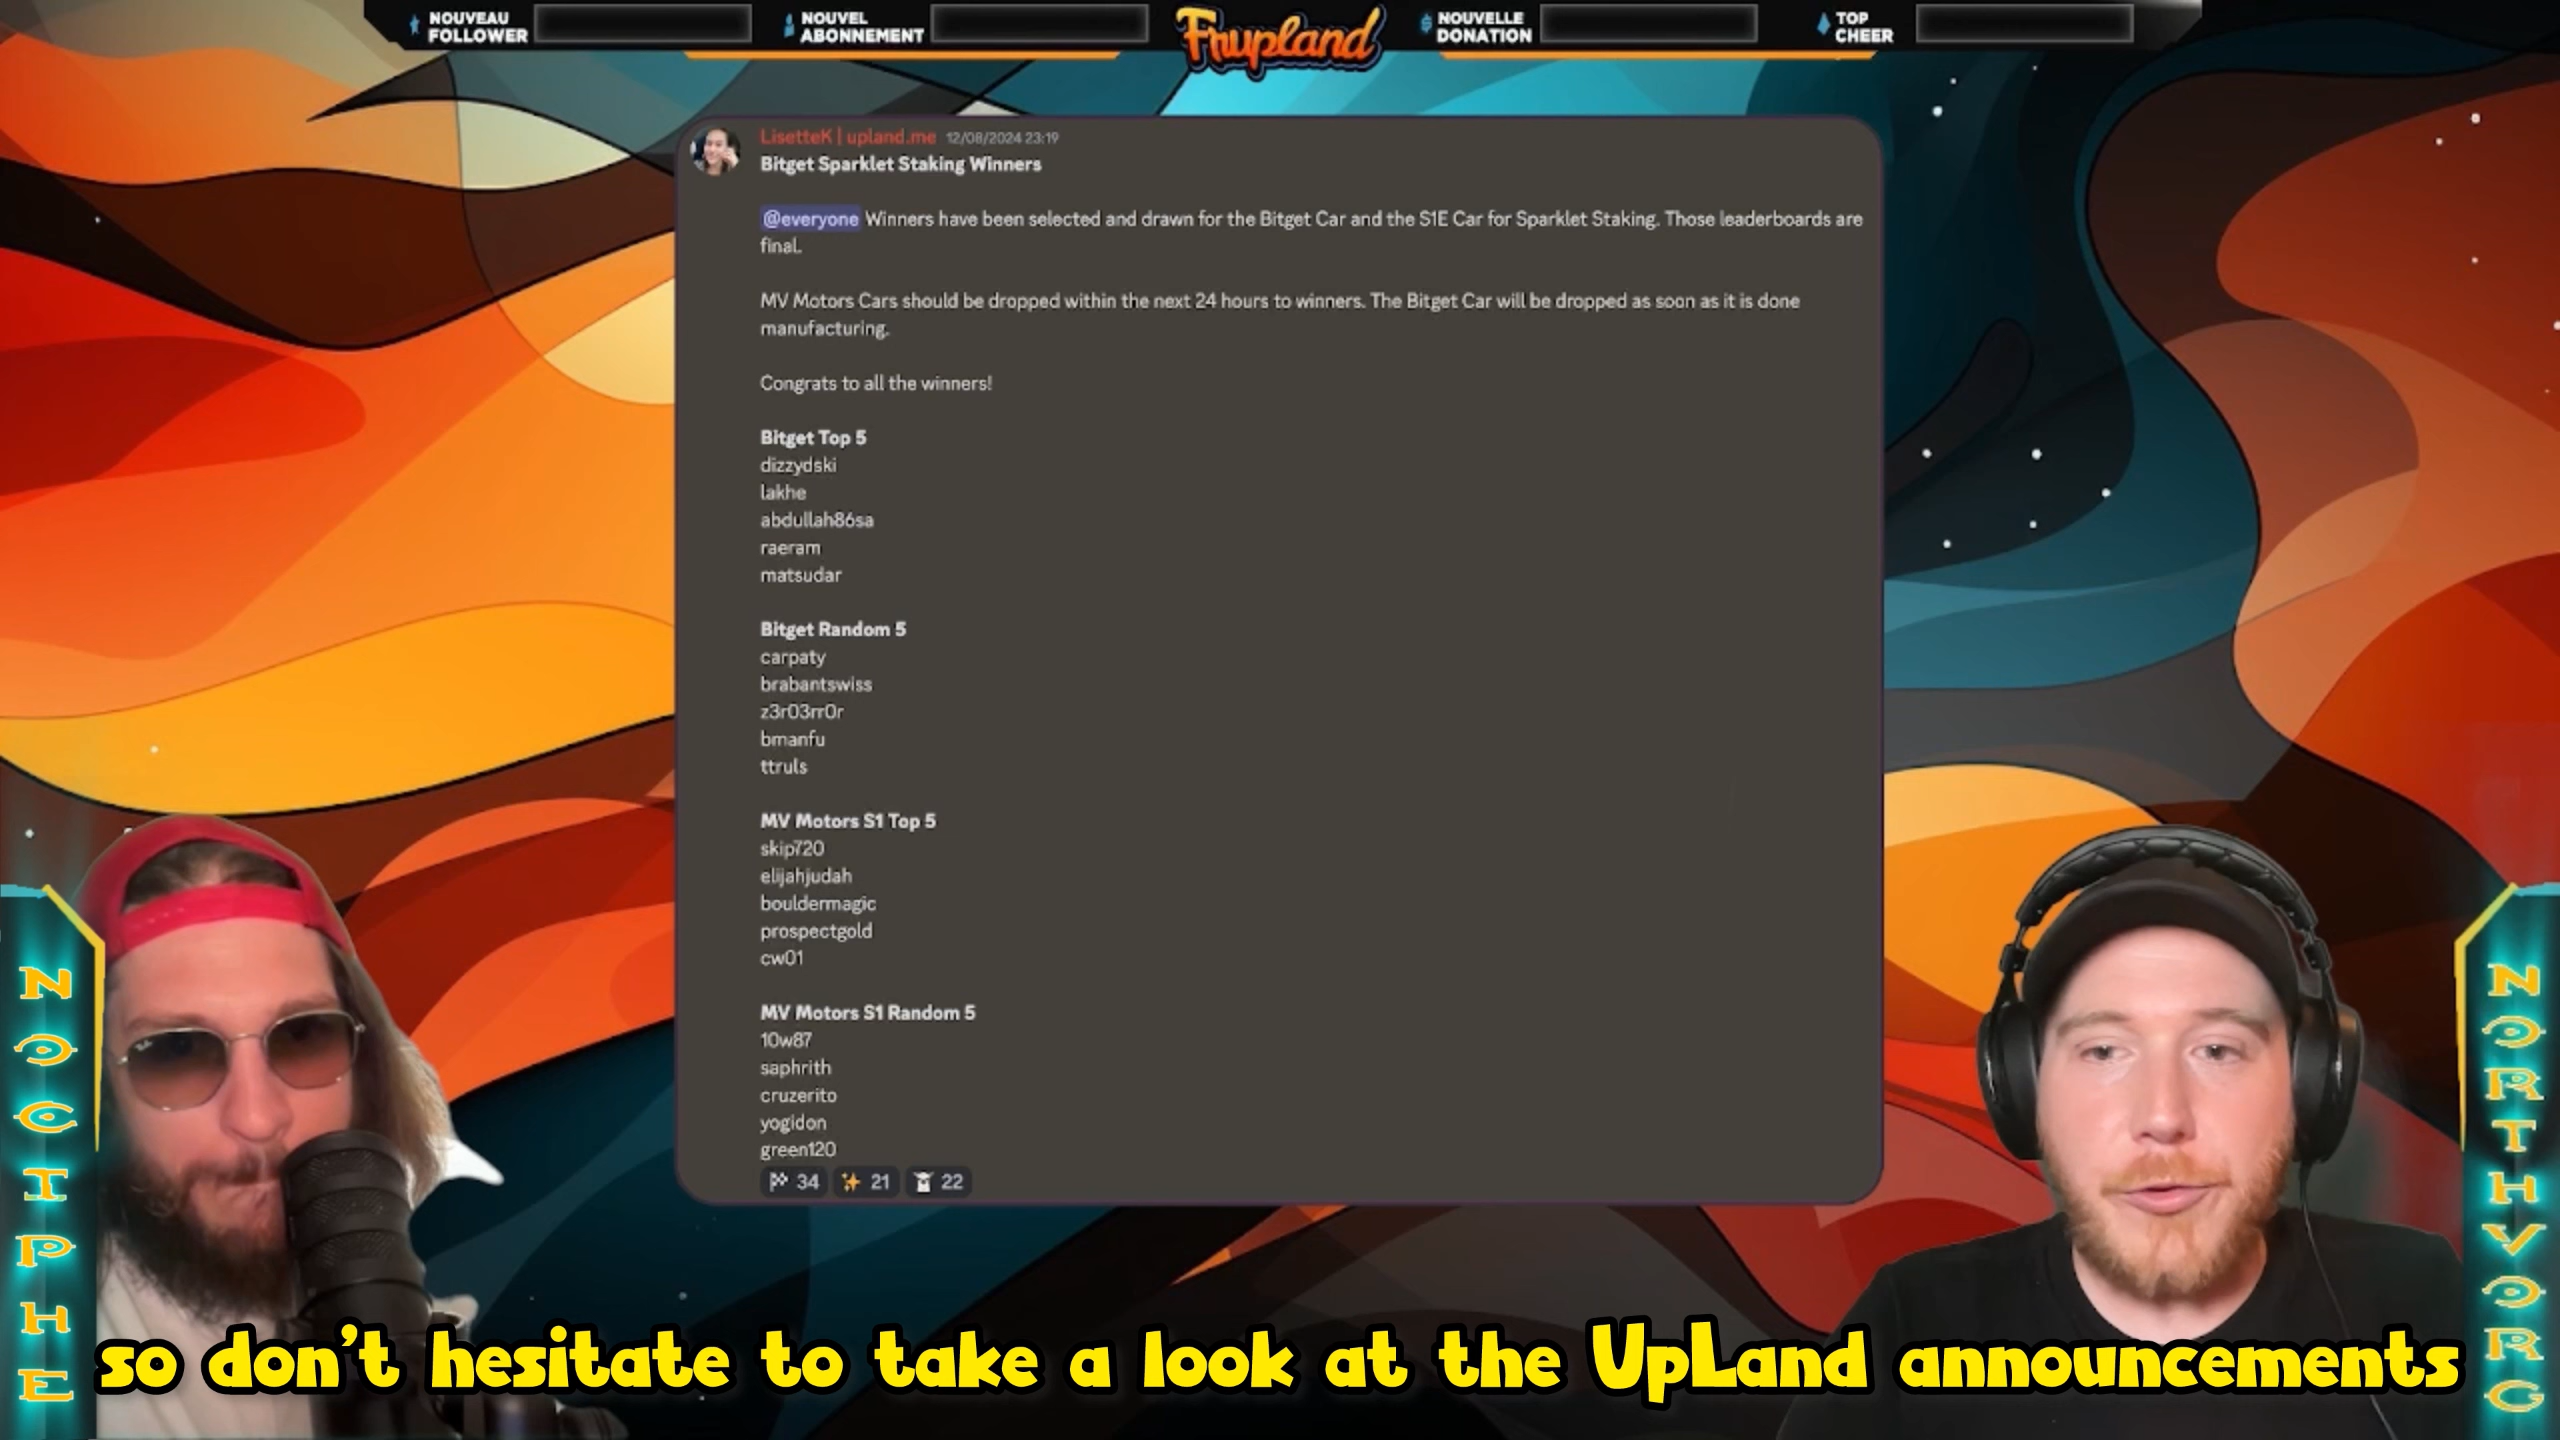 NOUVEAU FOLLOWER
NOUVEL ABONNEMENT
Frupland
NOUVELLE DONATION
TOP CHEER
LisetteK | upland.me 12/08/2024 23:19
Bitget Sparklet Staking Winners
@everyone Winners have been selected and drawn for the Bitget Car and the S1E Car for Sparklet Staking. Those leaderboards are
final.
MV Motors Cars should be dropped within the next 24 hours to winners. The Bitget Car will be dropped as soon as it is done
manufacturing.
Congrats to all the winners!
Bitget Top 5
dizzydski
lakhe
abdullah86sa
raeram
matsudar
Bitget Random 5
carpaty
brabantswiss
z3r03rr0r
bmanfu
ttruls
MV Motors S1 Top 5
skip720
elijahjudah
bouldermagic
prospectgold
cw01
MV Motors S1 Random 5
10w87
saphrith
cruzerito
yogidon
green120
34 21 22
NOCIPHE
NORTHVORG
so don't hesitate to take a look at the UpLand announcements